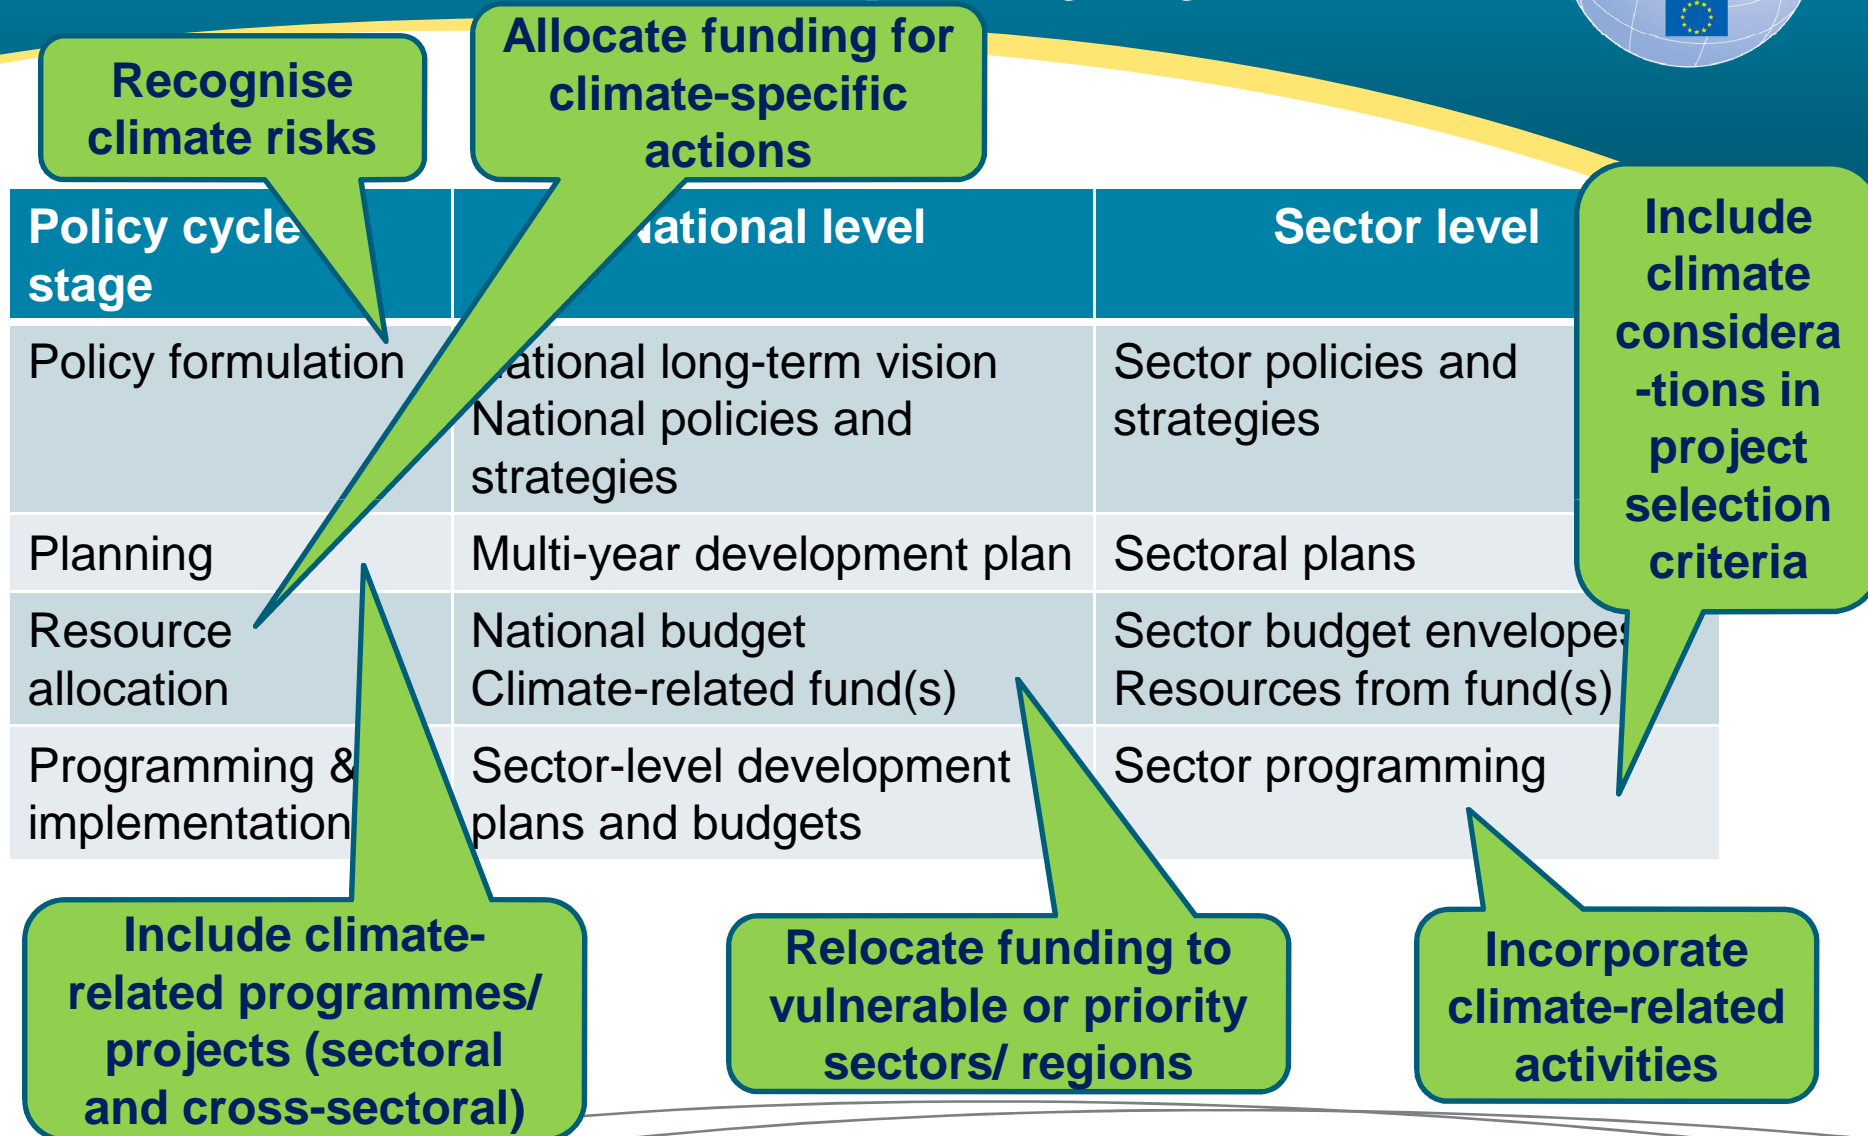 Recognise
climate risks
Allocate funding for
climate-specific
actions
Include
climate
considera
-tions in
project
selection
criteria
Policy cycle
stage
National level
Sector level
Policy formulation
National long-term vision
National policies and
strategies
Sector policies and
strategies
Planning
Multi-year development plan
Sectoral plans
Resource
allocation
National budget
Climate-related fund(s)
Sector budget envelopes
Resources from fund(s)
Programming &
implementation
Sector-level development
plans and budgets
Sector programming
Include climate-
related programmes/
projects (sectoral
and cross-sectoral)
Relocate funding to
vulnerable or priority
sectors/ regions
Incorporate
climate-related
activities